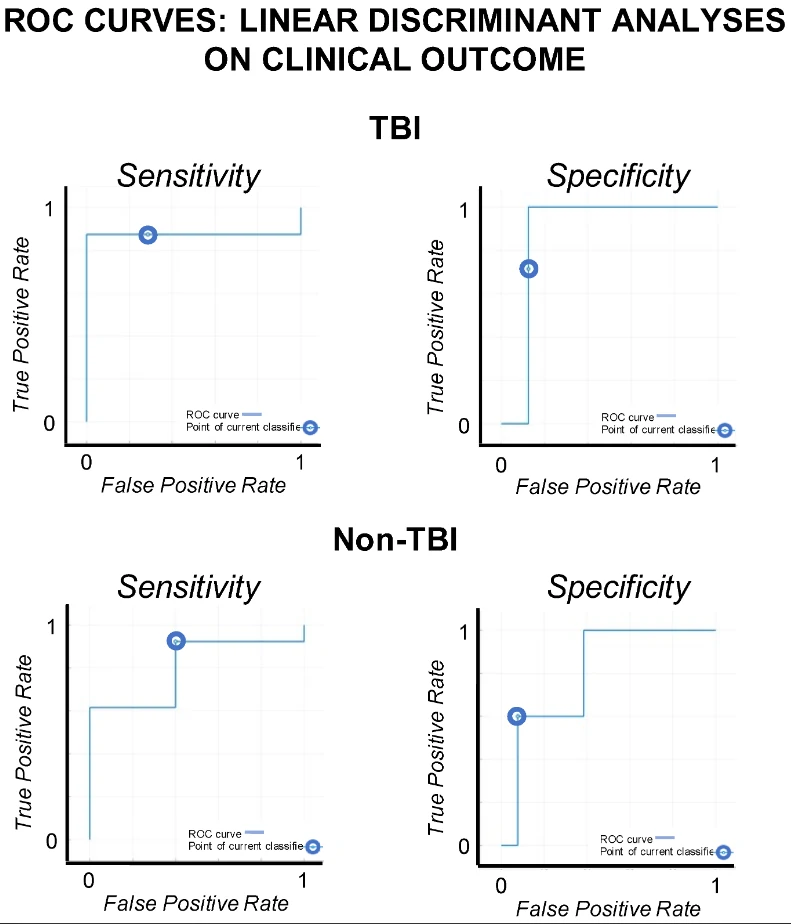 ROC CURVES: LINEAR DISCRIMINANT ANALYSES
ON CLINICAL OUTCOME
TBI
Sensitivity
True Positive Rate
1
0
ROC curve
Point of current classifie
0 1
False Positive Rate
Specificity
True Positive Rate
1
0
ROC curve
Point of current classifie
0 1
False Positive Rate
Non-TBI
Sensitivity
True Positive Rate
1
0
ROC curve
Point of current classifie
0 1
False Positive Rate
Specificity
True Positive Rate
1
0
ROC curve
Point of current classifie
0 1
False Positive Rate